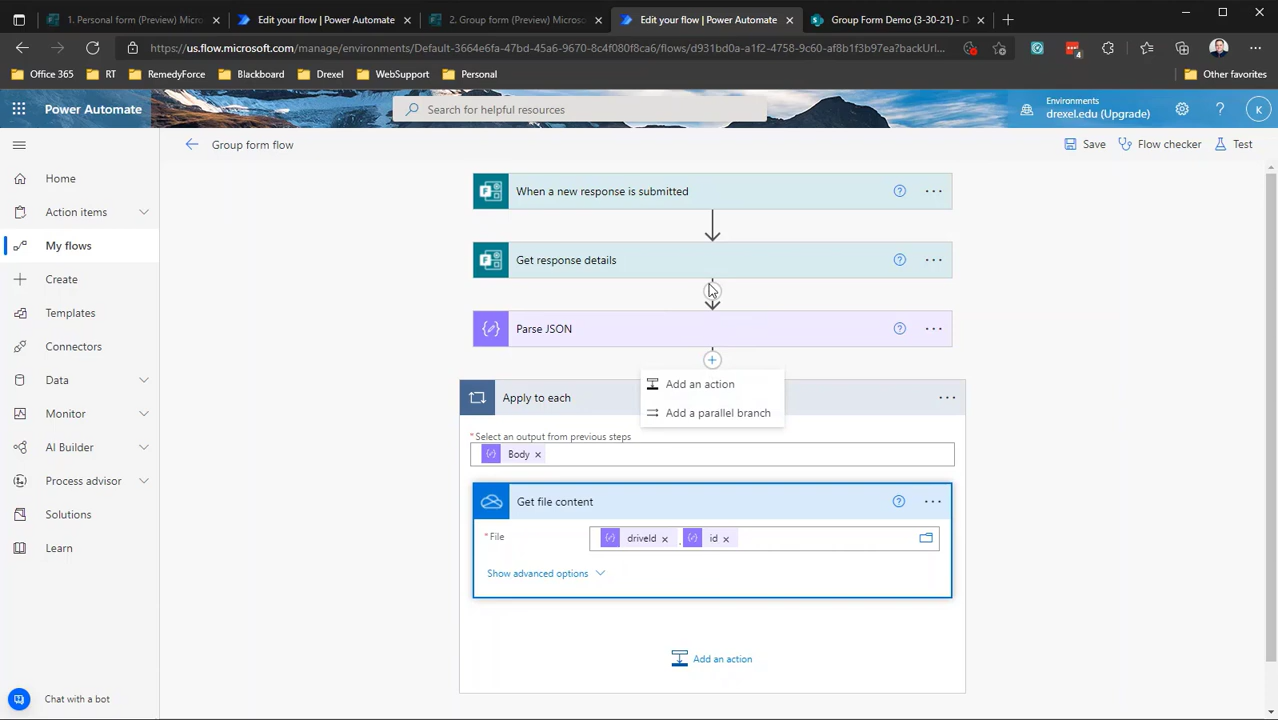 1. Personal form (Preview) Micros
Edit your flow | Power Automate
2. Group form (Preview) Microso
Edit your flow | Power Automate
Group Form Demo (3-30-21) - D
https://us.flow.microsoft.com/manage/environments/Default-3664e6fa-47bd-45a6-9670-8c4f080f8ca6/flows/d931bd0a-a1f2-4758-9c60-af8b1f3b97ea?backUrl...
4
Office 365
RT
RemedyForce
Blackboard
Drexel
WebSupport
Personal
Other favorites
Power Automate
Search for helpful resources
Environments
drexel.edu (Upgrade)
K
Group form flow
Save
Flow checker
Test
Home
Action items
My flows
Create
Templates
Connectors
Data
Monitor
AI Builder
Process advisor
Solutions
Learn
Chat with a bot
When a new response is submitted
Get response details
Parse JSON
Add an action
Add a parallel branch
Apply to each
* Select an output from previous steps
Body
Get file content
* File
driveId
.
id
Show advanced options
Add an action